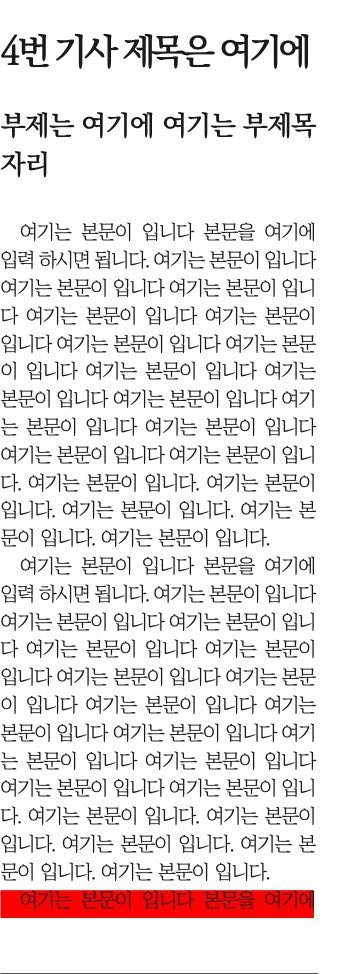 4번 기사 제목은 여기에
부제는 여기에 여기는 부제목
자리
여기는 본문이 입니다 본문을 여기에
입력 하시면 됩니다. 여기는 본문이 입니다
여기는 본문이 입니다 여기는 본문이 입니
다 여기는 본문이 입니다 여기는 본문이
입니다 여기는 본문이 입니다 여기는 본문
이 입니다 여기는 본문이 입니다 여기는
본문이 입니다 여기는 본문이 입니다 여기
는 본문이 입니다 여기는 본문이 입니다
여기는 본문이 입니다 여기는 본문이 입니
다. 여기는 본문이 입니다. 여기는 본문이
입니다. 여기는 본문이 입니다. 여기는 본
문이 입니다. 여기는 본문이 입니다.
여기는 본문이 입니다 본문을 여기에
입력 하시면 됩니다. 여기는 본문이 입니다
여기는 본문이 입니다 여기는 본문이 입니
다 여기는 본문이 입니다 여기는 본문이
입니다 여기는 본문이 입니다 여기는 본문
이 입니다 여기는 본문이 입니다 여기는
본문이 입니다 여기는 본문이 입니다 여기
는 본문이 입니다 여기는 본문이 입니다
여기는 본문이 입니다 여기는 본문이 입니
다. 여기는 본문이 입니다. 여기는 본문이
입니다. 여기는 본문이 입니다. 여기는 본
문이 입니다. 여기는 본문이 입니다.
여기는 본문이 입니다 본문을 여기에